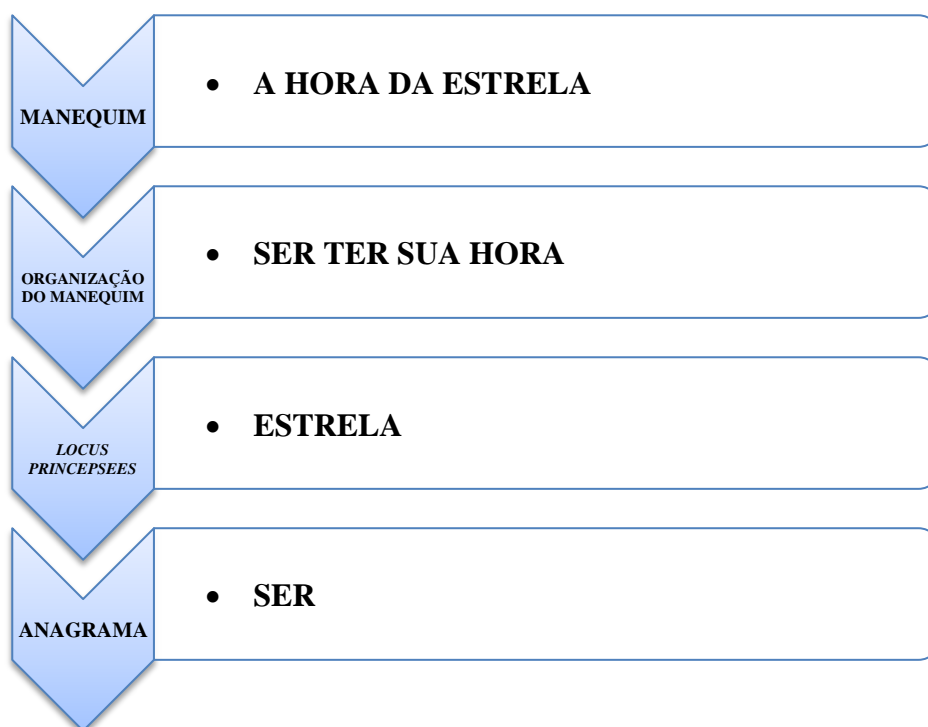 MANEQUIM
• A HORA DA ESTRELA
ORGANIZAÇÃO
DO MANEQUIM
• SER TER SUA HORA
LOCUS
PRINCEPSEES
• ESTRELA
ANAGRAMA
• SER